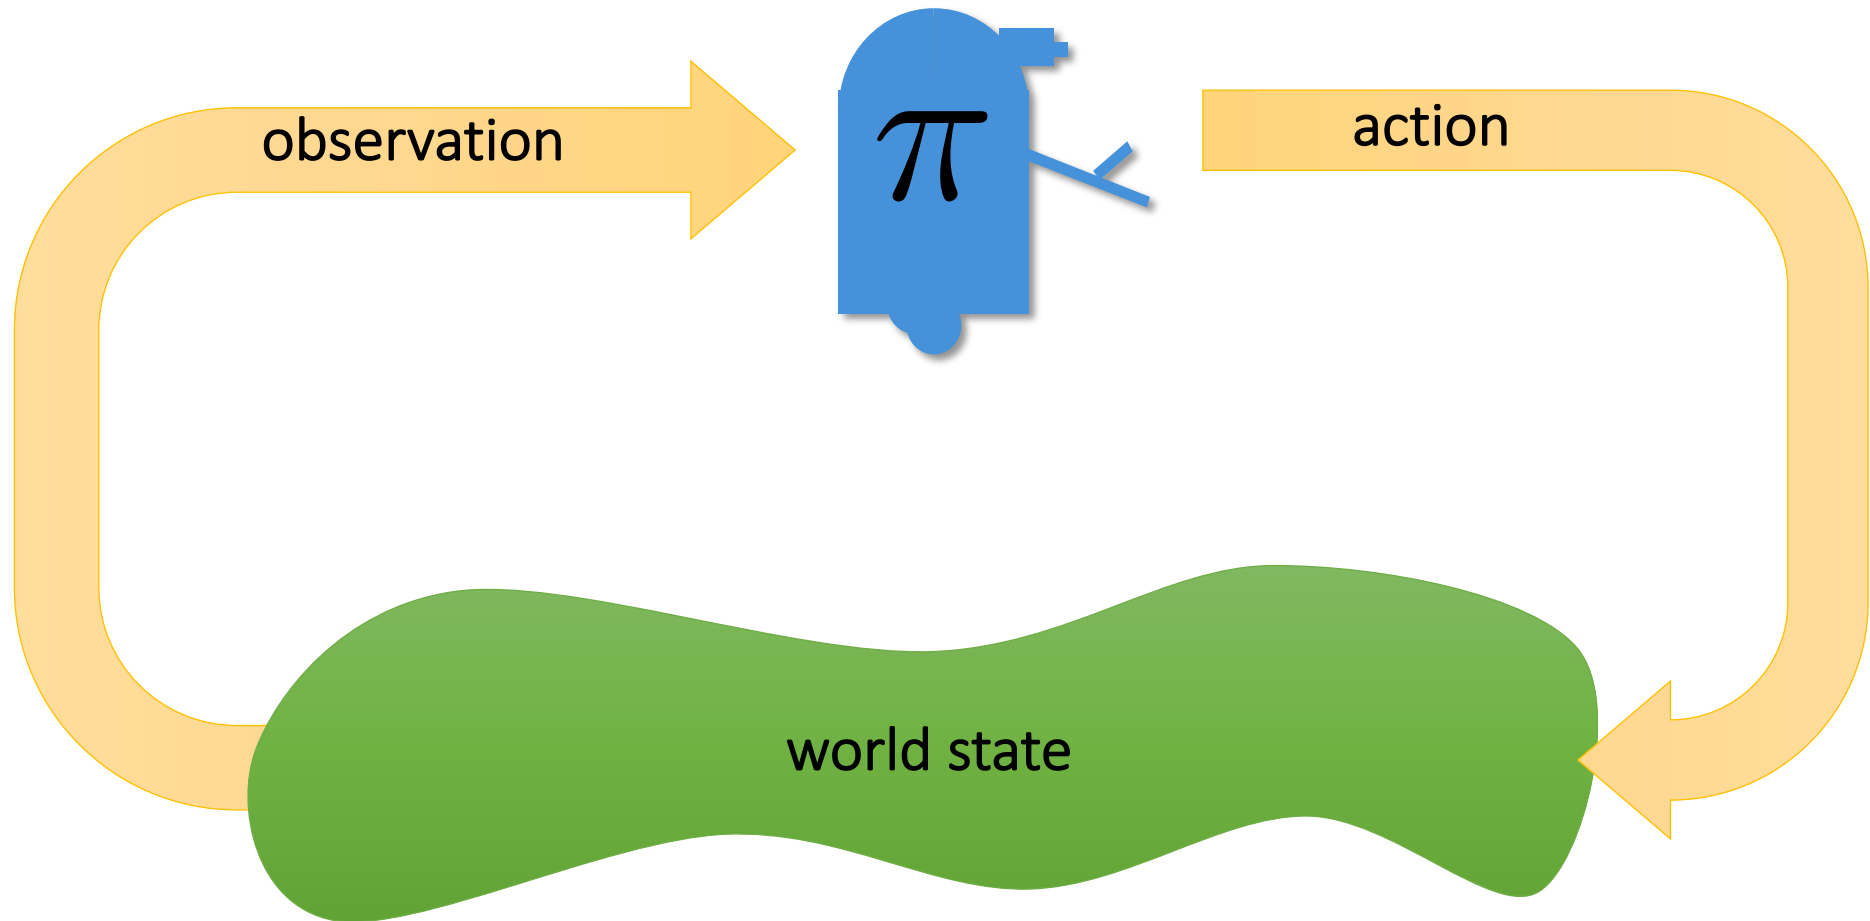 observation
π
action
world state